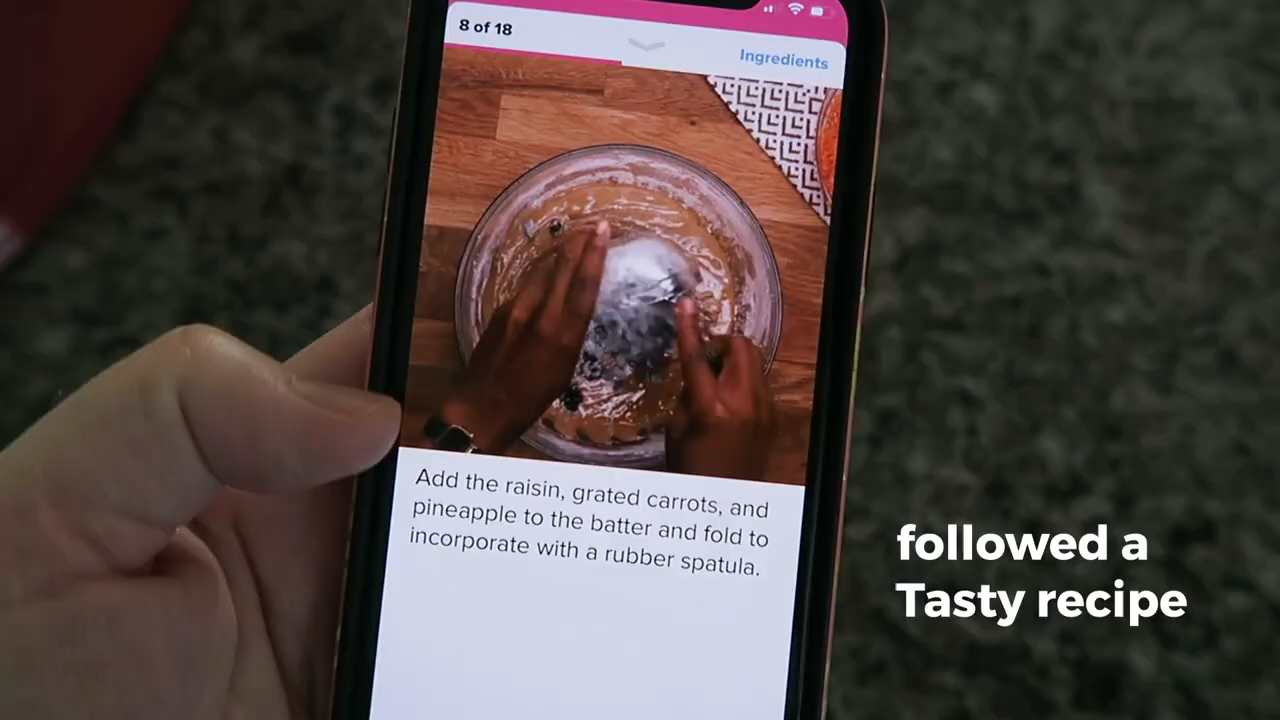 8 of 18
Ingredients
Add the raisin, grated carrots, and
pineapple to the batter and fold to
incorporate with a rubber spatula.
followed a
Tasty recipe